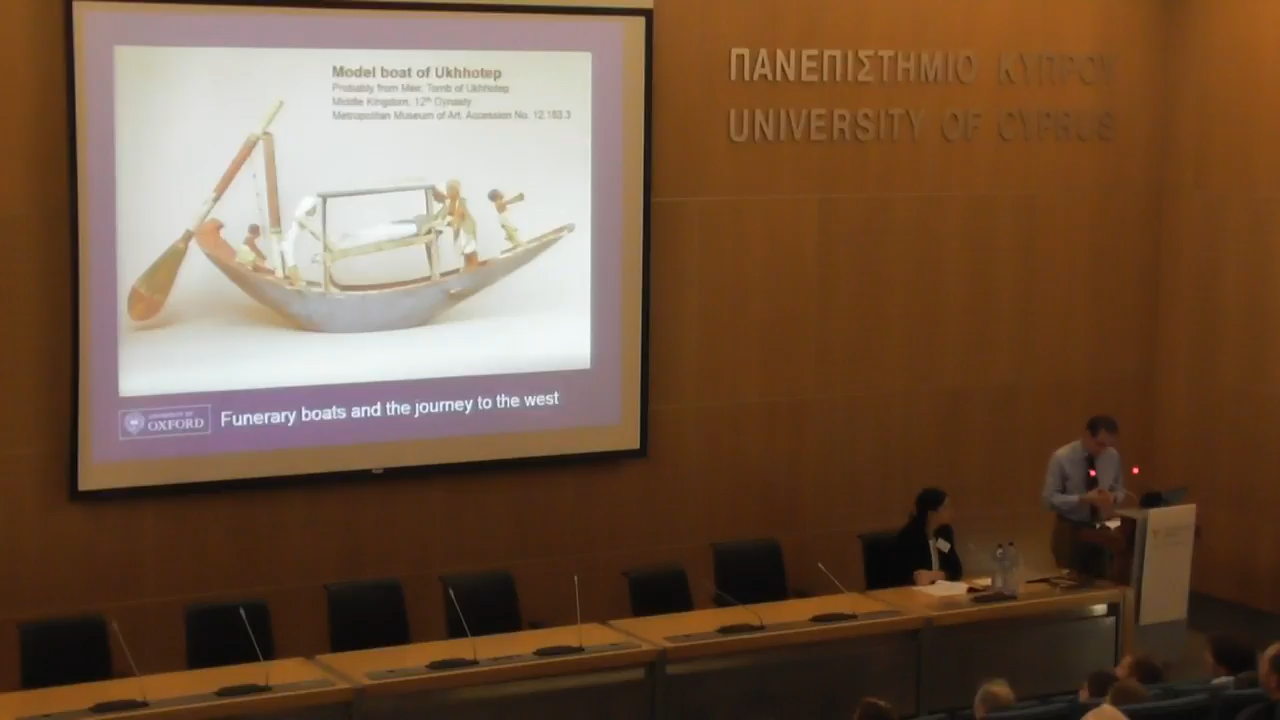 Model boat of Ukhhotep
Probably from Meir, Tomb of Ukhhotep
Middle Kingdom, 12th Dynasty
Metropolitan Museum of Art. Accession No. 12.183.3
UNIVERSITY OF
OXFORD
Funerary boats and the journey to the west
ΠΑΝΕΠΙΣΤΗΜΙΟ ΚΥΠΡΟΥ
UNIVERSITY OF CYPRUS